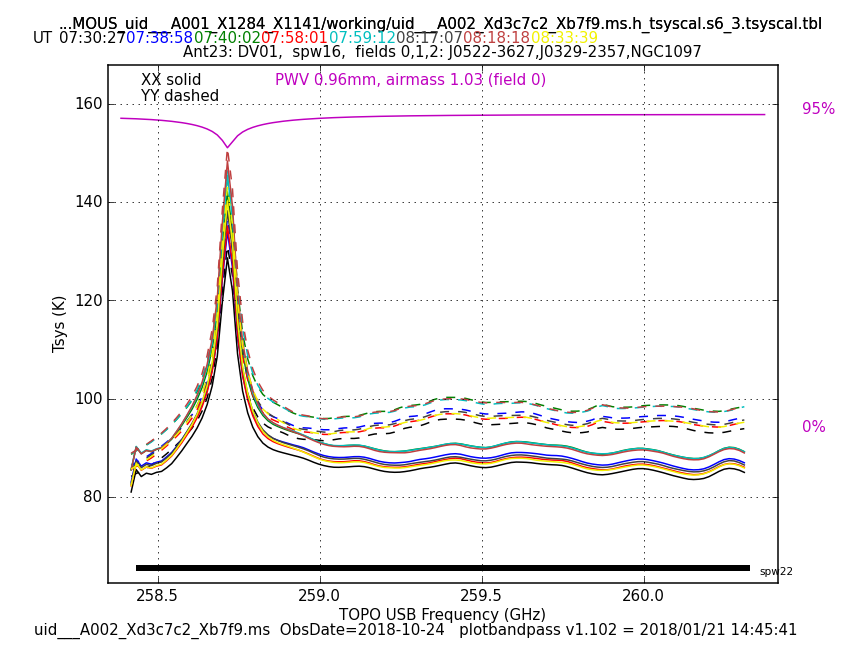 ...MOUS_uid___A001_X1284_X1141/working/uid___A002_Xd3c7c2_Xb7f9.ms.h_tsyscal.s6_3.tsyscal.tbl
UT 07:30:27 07:38:58 07:40:02 07:58:01 07:59:12 08:17:07 08:18:18 08:33:39
Ant23: DV01, spw16, fields 0,1,2: J0522-3627,J0329-2357,NGC1097
XX solid PWV 0.96mm, airmass 1.03 (field 0)
YY dashed
160
95%
140
120
Tsys (K)
100
0%
80
spw22
258.5 259.0 259.5 260.0
TOPO USB Frequency (GHz)
uid___A002_Xd3c7c2_Xb7f9.ms ObsDate=2018-10-24 plotbandpass v1.102 = 2018/01/21 14:45:41